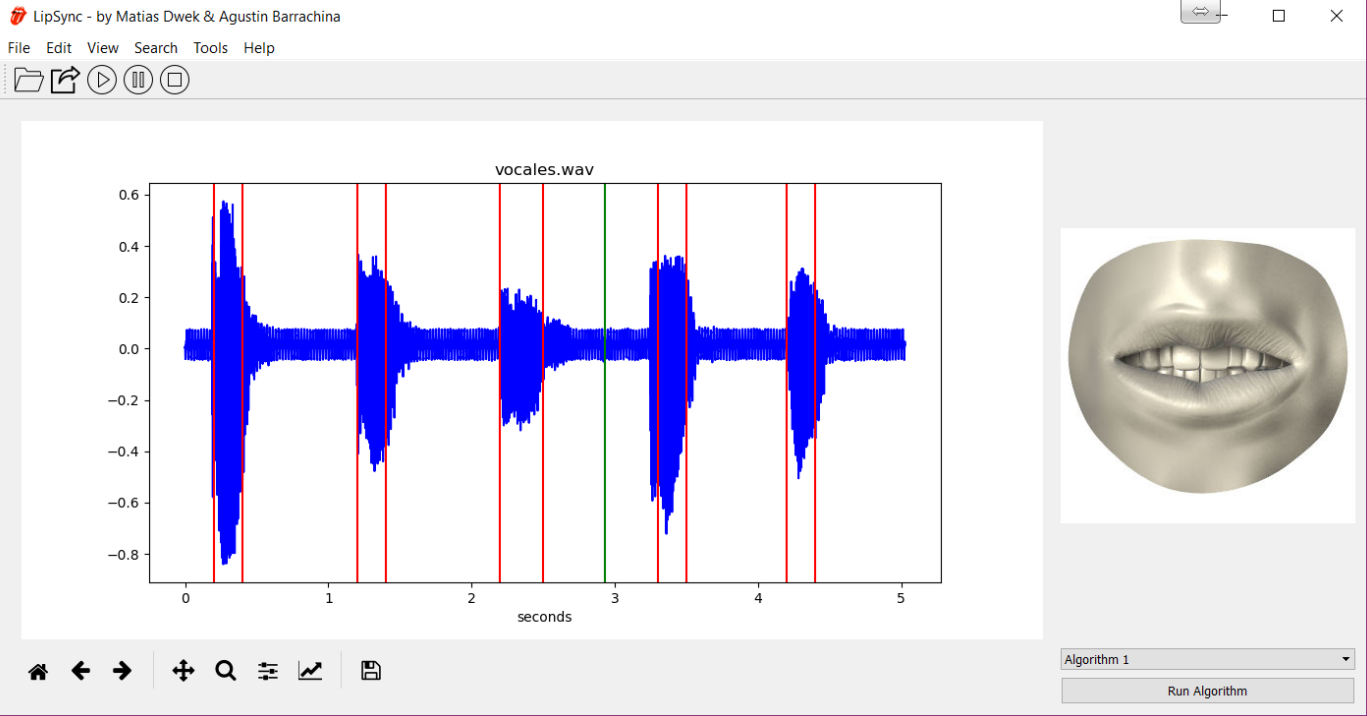 LipSync - by Matias Dwek & Agustin Barrachina
File Edit View Search Tools Help
vocales.wav
0.6
0.4
0.2
0.0
−0.2
−0.4
−0.6
−0.8
0 1 2 3 4 5
seconds
Algorithm 1
Run Algorithm